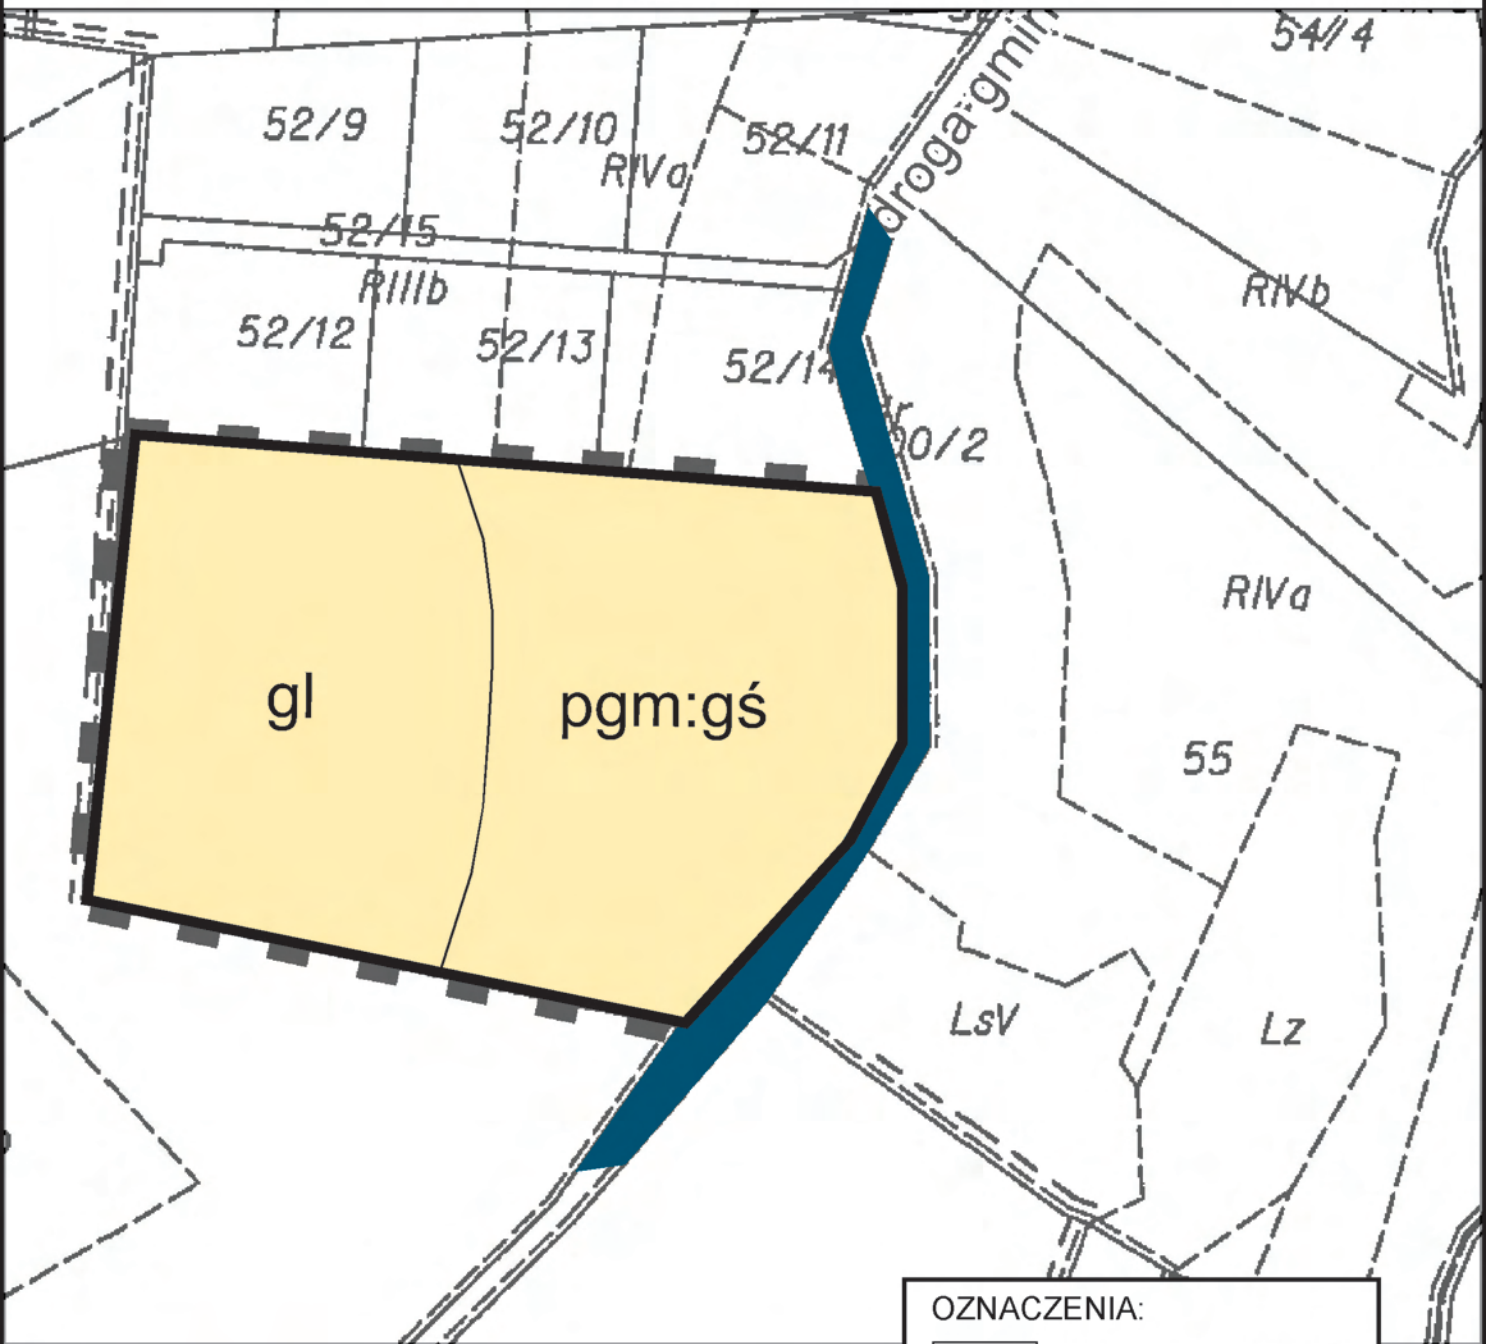 54/4
droga gmin
52/9
52/10
52/11
RIVa
52/15
RIIIb
RIVb
52/12
52/13
52/14
r
00/2
RIVa
gl
pgm:gś
55
LsV
Lz
OZNACZENIA: